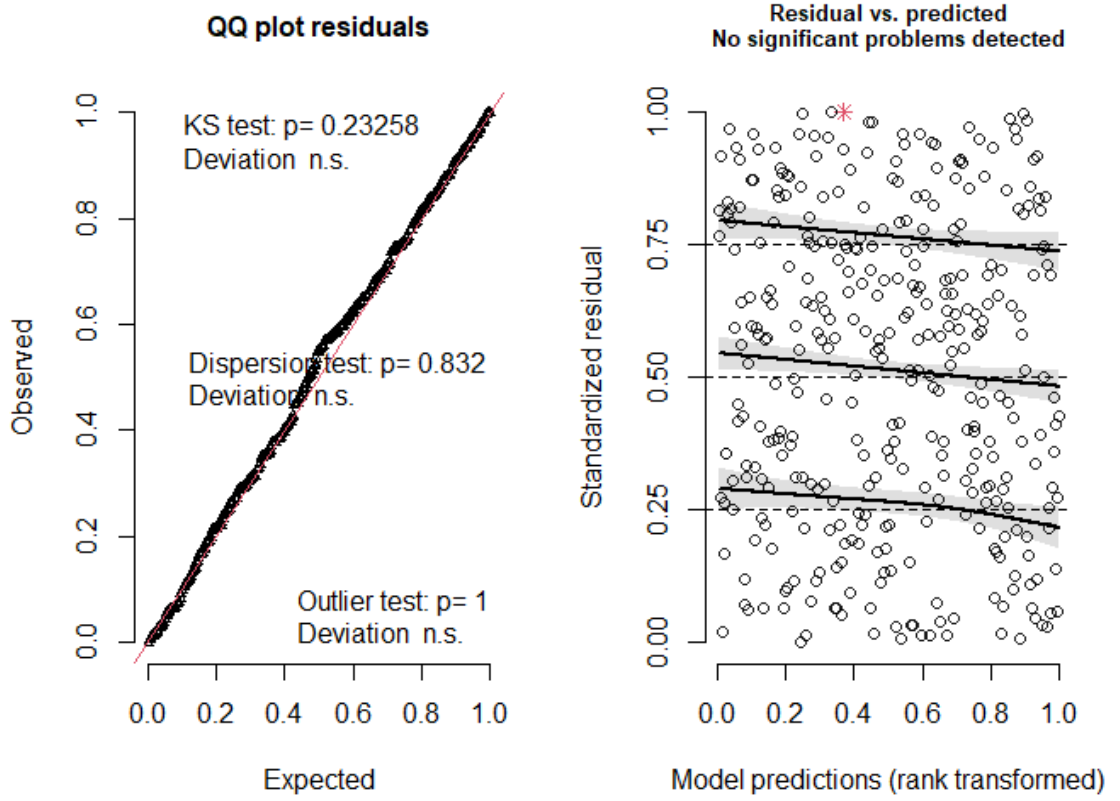 QQ plot residuals
KS test: p= 0.23258
Deviation n.s.
Dispersion test: p= 0.832
Deviation n.s.
Outlier test: p= 1
Deviation n.s.
Observed
0.0 0.2 0.4 0.6 0.8 1.0
0.0 0.2 0.4 0.6 0.8 1.0
Expected
Residual vs. predicted
No significant problems detected
Standardized residual
0.00 0.25 0.50 0.75 1.00
0.0 0.2 0.4 0.6 0.8 1.0
Model predictions (rank transformed)